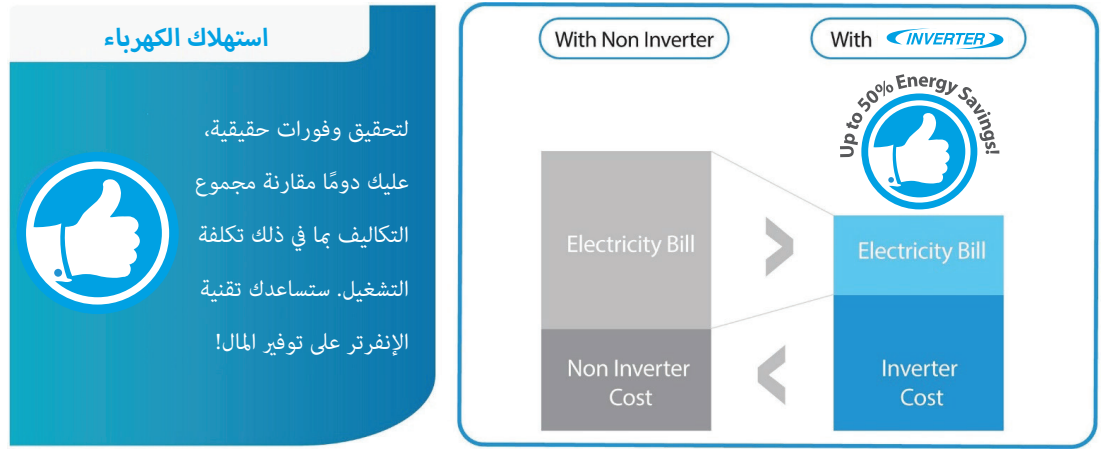 استهلاك الكهرباء
لتحقيق وفورات حقيقية،
عليك دومًا مقارنة مجموع
التكاليف بما في ذلك تكلفة
التشغيل. ستساعدك تقنية
الإنفرتر على توفير المال!
With Non Inverter
With INVERTER
Up to 50% Energy Savings!
Electricity Bill
Electricity Bill
Non Inverter
Cost
Inverter
Cost